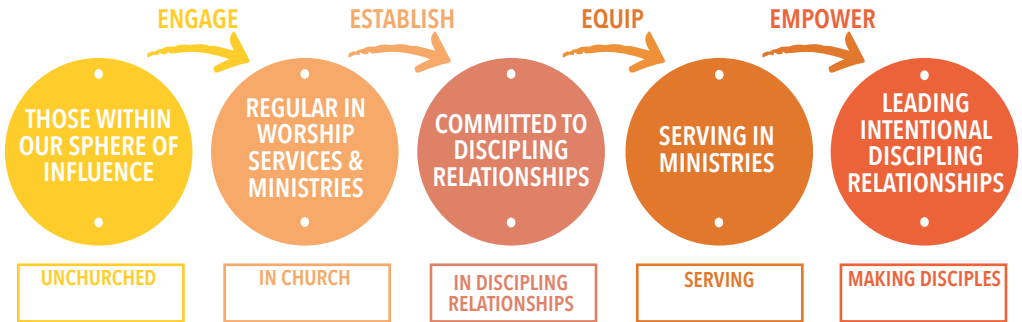 ENGAGE
ESTABLISH
EQUIP
EMPOWER
THOSE WITHIN
OUR SPHERE OF
INFLUENCE
REGULAR IN
WORSHIP
SERVICES &
MINISTRIES
COMMITTED TO
DISCIPLING
RELATIONSHIPS
SERVING IN
MINISTRIES
LEADING
INTENTIONAL
DISCIPLING
RELATIONSHIPS
UNCHURCHED
IN CHURCH
IN DISCIPLING
RELATIONSHIPS
SERVING
MAKING DISCIPLES